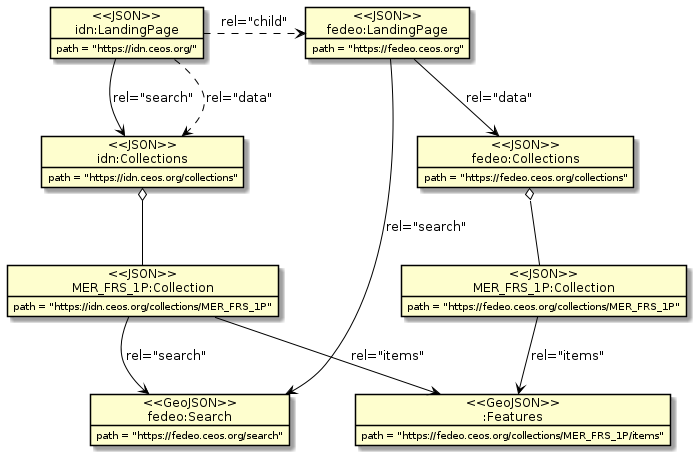 <<JSON>>
idn:LandingPage
path = "https://idn.ceos.org/"
rel="child"
<<JSON>>
fedeo:LandingPage
path = "https://fedeo.ceos.org"
rel="search"
rel="data"
rel="data"
<<JSON>>
idn:Collections
path = "https://idn.ceos.org/collections"
<<JSON>>
fedeo:Collections
path = "https://fedeo.ceos.org/collections"
rel="search"
<<JSON>>
MER_FRS_1P:Collection
path = "https://idn.ceos.org/collections/MER_FRS_1P"
<<JSON>>
MER_FRS_1P:Collection
path = "https://fedeo.ceos.org/collections/MER_FRS_1P"
rel="search"
rel="items"
rel="items"
<<GeoJSON>>
fedeo:Search
path = "https://fedeo.ceos.org/search"
<<GeoJSON>>
:Features
path = "https://fedeo.ceos.org/collections/MER_FRS_1P/items"